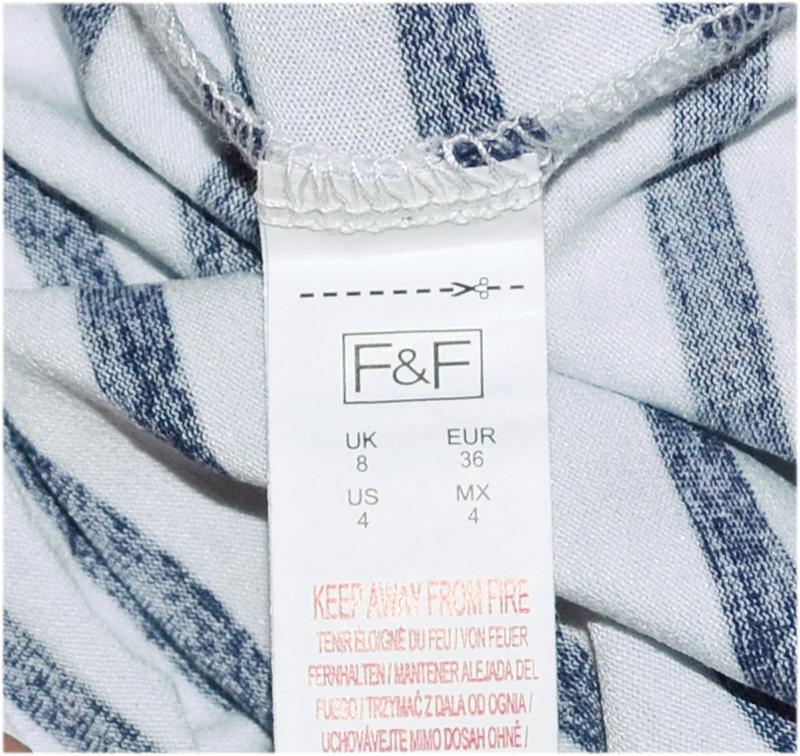 F&F
UK EUR
8 36
US MX
4 4
KEEP AWAY FROM FIRE
TENIR ÉLOIGNÉ DU FEU / VON FEUER
FERNHALTEN / MANTENER ALEJADA DEL
FUEGO / TRZYMAĆ Z DALA OD OGNIA /
UCHOVÁVEJTE MIMO DOSAH OHNĚ /